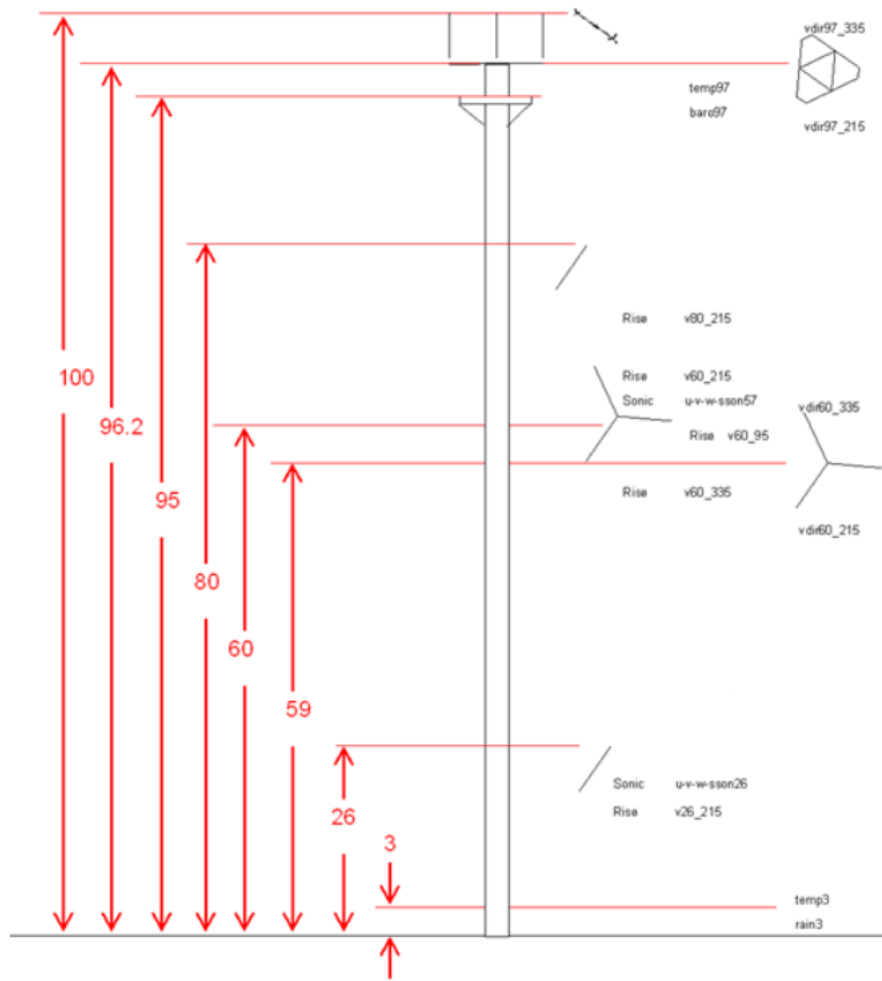 vdir97_335
temp97
baro97
vdir97_215
Rise v80_215
100
Rise v60_215
Sonic u-v-w-sson57
vdir60_335
96.2
Rise v60_95
95
Rise v60_335
vdir60_215
80
60
59
Sonic u-v-w-sson26
Rise v26_215
26
3
temp3
rain3